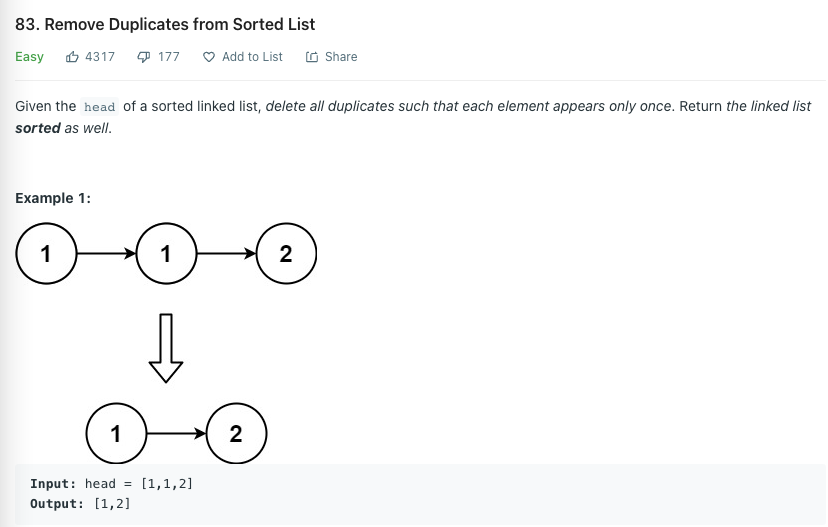 83. Remove Duplicates from Sorted List
Easy 4317 177 Add to List Share
Given the head of a sorted linked list, delete all duplicates such that each element appears only once. Return the linked list
sorted as well.
Example 1:
1 1 2
1 2
Input: head = [1,1,2]
Output: [1,2]